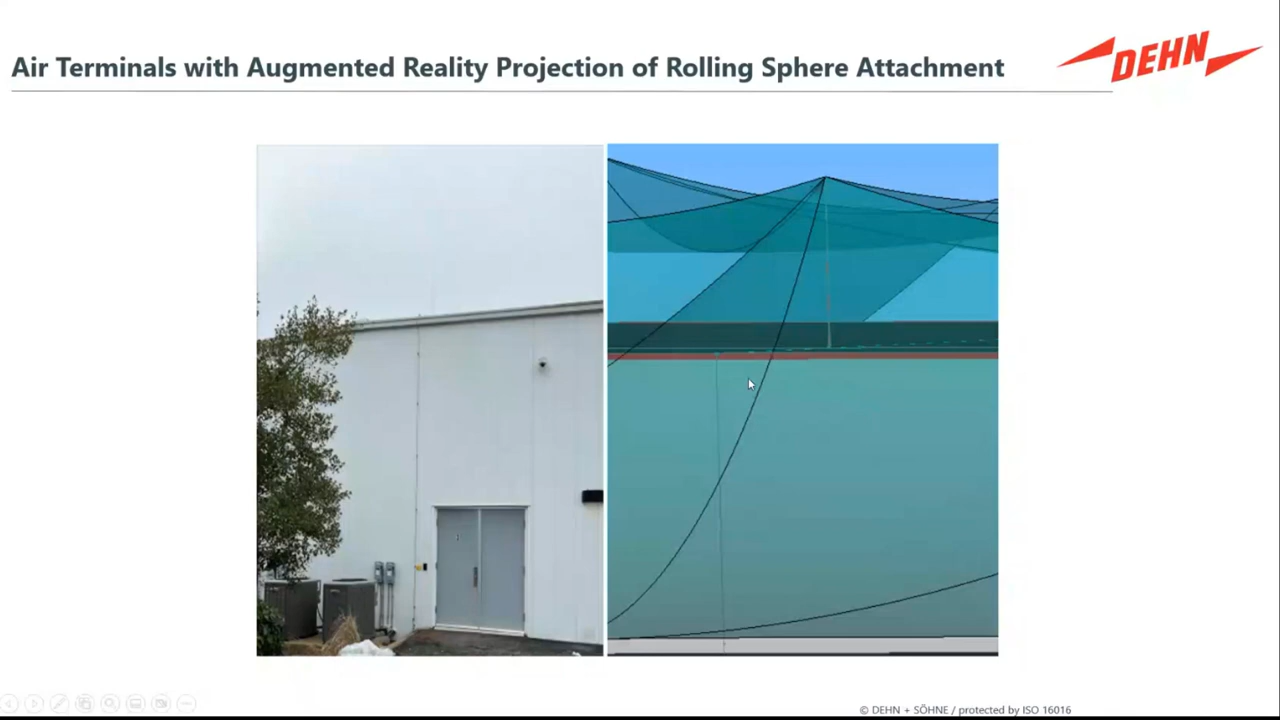 Air Terminals with Augmented Reality Projection of Rolling Sphere Attachment
DEHN
© DEHN + SÖHNE / protected by ISO 16016